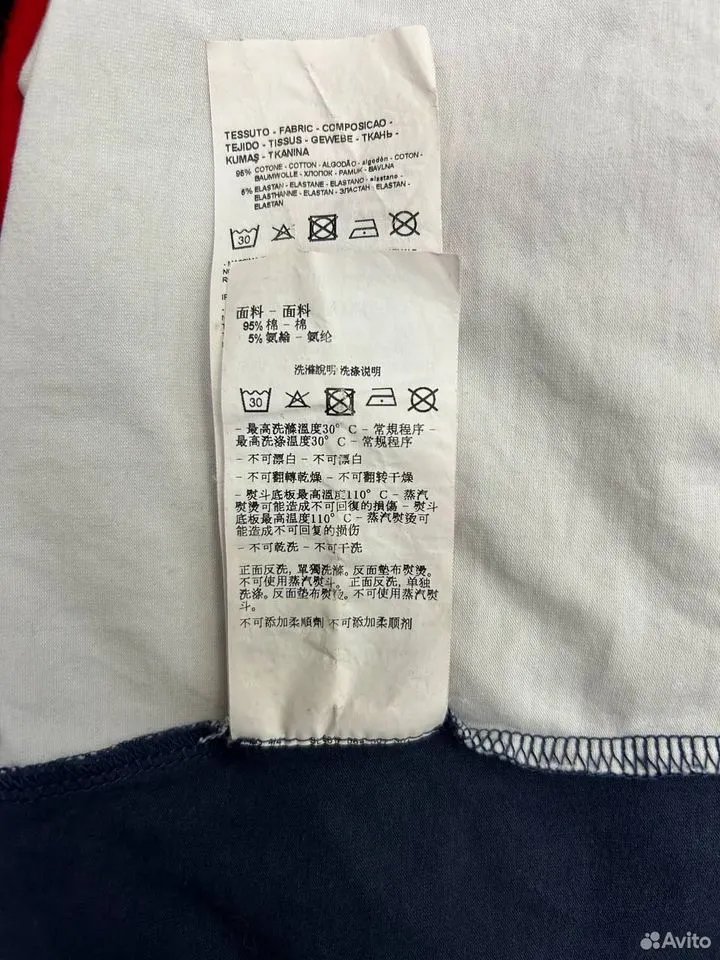 TESSUTO - FABRIC - COMPOSICAO -
TEJIDO - TISSUS - GEWEBE - ТКАНЬ -
KUMAŞ - TKANINA
95% COTONE - COTTON - ALGODÃO - algodón - COTON -
BAUMWOLLE - ХЛОПОК - PAMUK - BAVLNA
5% ELASTAN - ELASTANE - ELASTANO - elastano -
ELASTHANNE - ELASTAN - ЭЛАСТАН - ELASTAN -
ELASTAN
30
面料 - 面料
95% 棉 - 棉
5% 氨綸 - 氨纶
洗滌說明 洗涤说明
30
- 最高洗滌溫度30° C - 常規程序 -
最高洗涤温度30° C - 常规程序
- 不可漂白 - 不可漂白
- 不可翻轉乾燥 - 不可翻转干燥
- 熨斗底板最高溫度110° C - 蒸汽
熨燙可能造成不可回復的損傷 - 熨斗
底板最高温度110° C - 蒸汽熨烫可
能造成不可回复的损伤
- 不可乾洗 - 不可干洗
正面反洗，單獨洗滌。反面墊布熨燙。
不可使用蒸汽熨斗。 正面反洗，单独
洗涤。反面垫布熨烫。不可使用蒸汽熨
斗。
不可添加柔順劑 不可添加柔顺剂
Avito